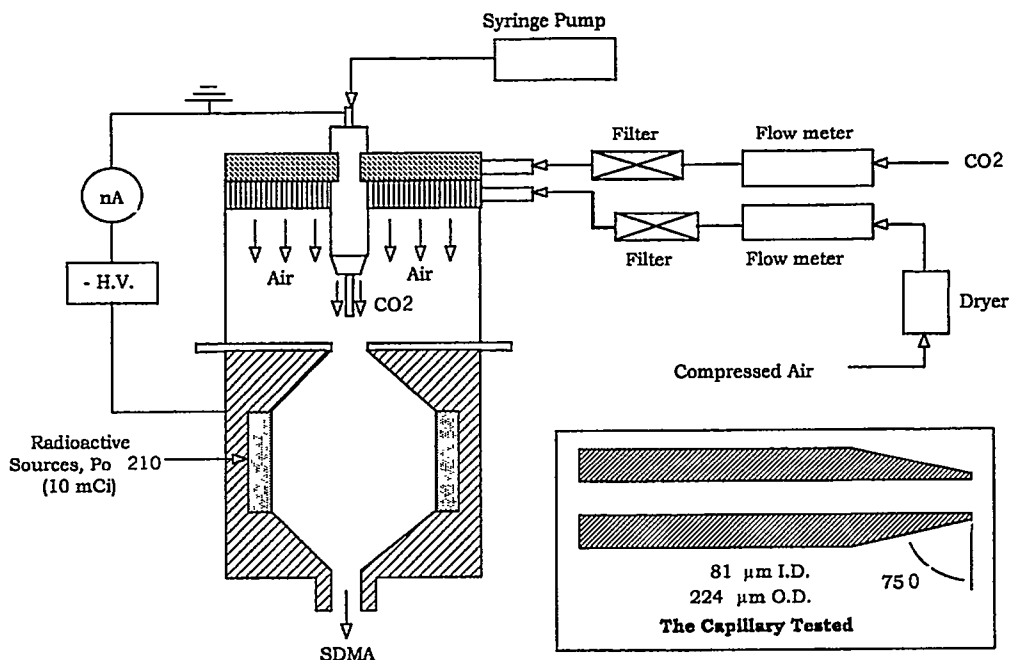 Syringe Pump
Filter
Flow meter
CO2
nA
Air
Air
Filter
Flow meter
- H.V.
CO2
Dryer
Compressed Air
Radioactive
Sources, Po 210
(10 mCi)
81 µm I.D.
75 0
224 µm O.D.
The Capillary Tested
SDMA